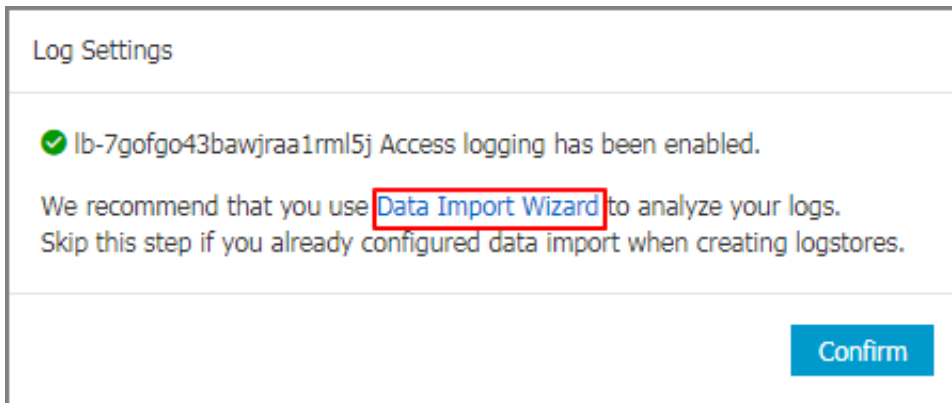 Log Settings
lb-7gofgo43bawjraa1rml5j Access logging has been enabled.
We recommend that you use Data Import Wizard to analyze your logs.
Skip this step if you already configured data import when creating logstores.
Confirm